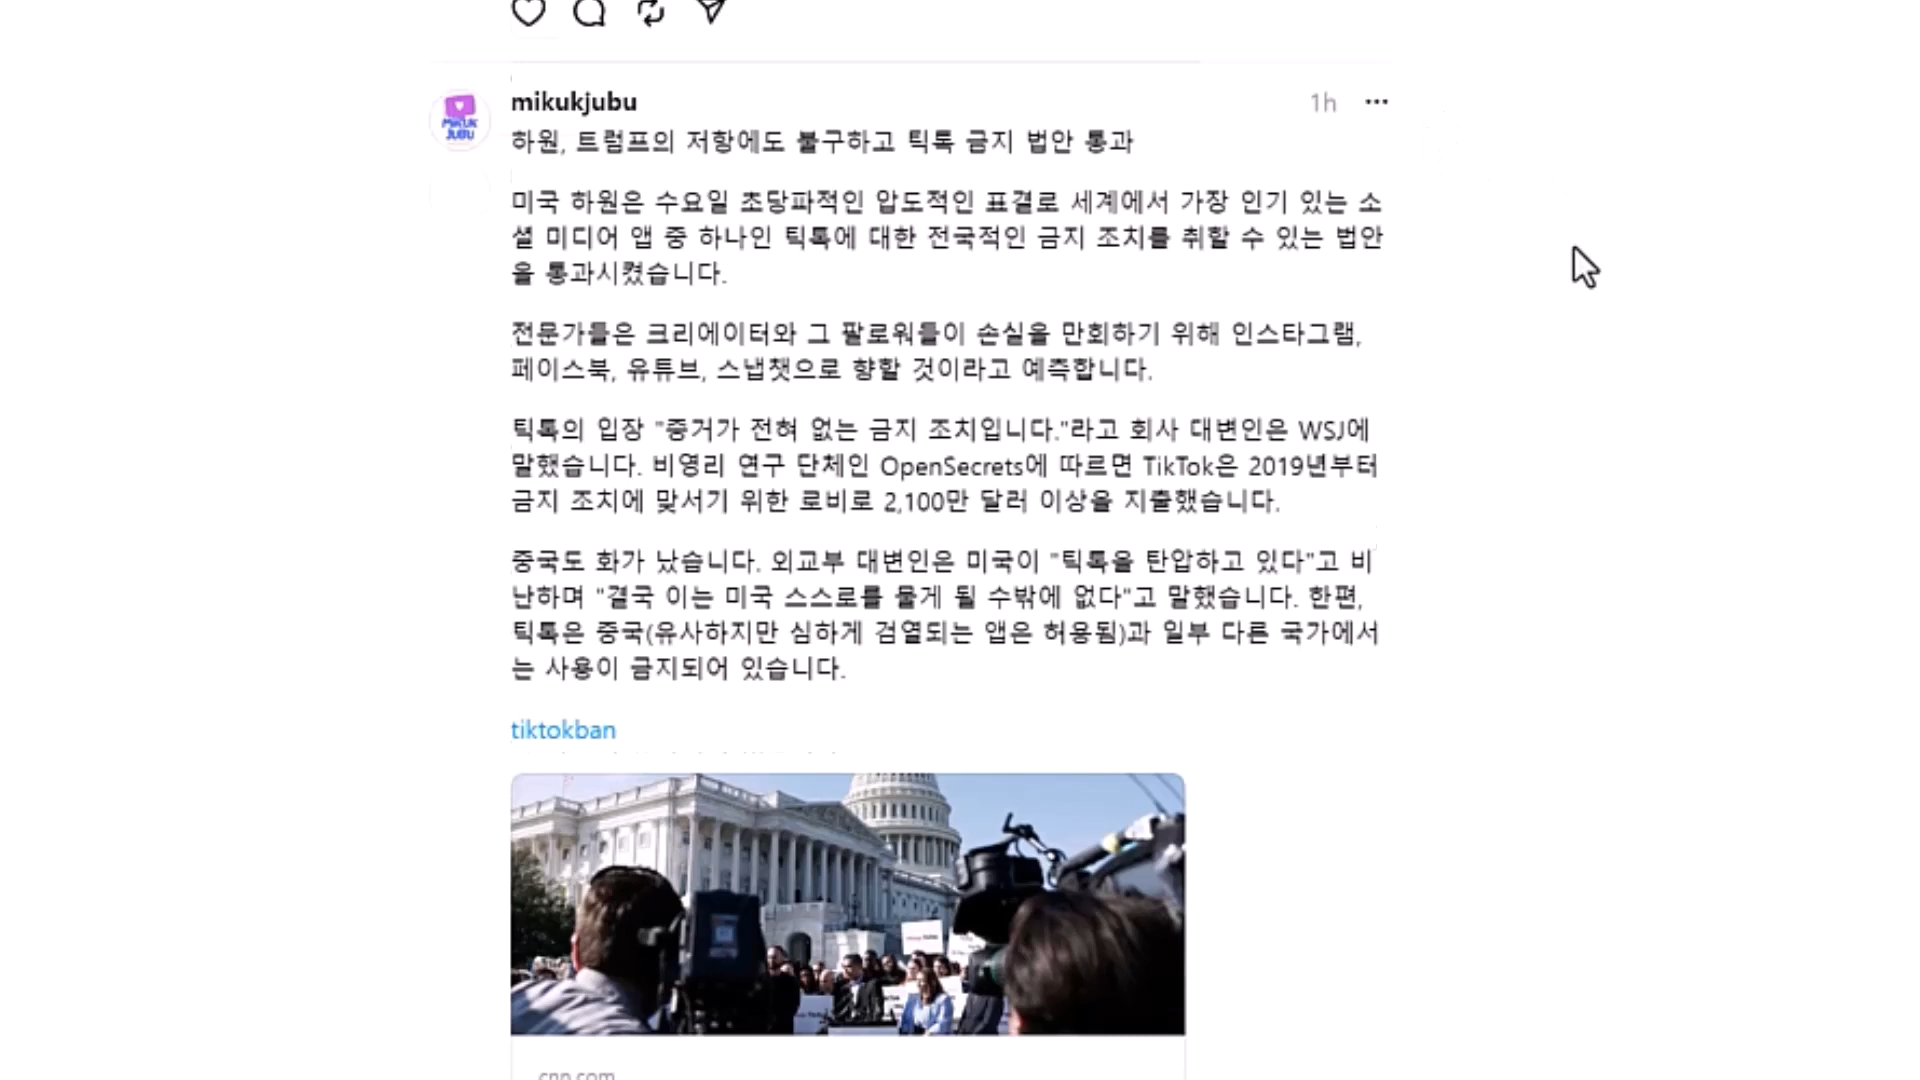 mikukjubu
1h
MIKUK
JUBU
하원, 트럼프의 저항에도 불구하고 틱톡 금지 법안 통과
미국 하원은 수요일 초당파적인 압도적인 표결로 세계에서 가장 인기 있는 소
셜 미디어 앱 중 하나인 틱톡에 대한 전국적인 금지 조치를 취할 수 있는 법안
을 통과시켰습니다.
전문가들은 크리에이터와 그 팔로워들이 손실을 만회하기 위해 인스타그램,
페이스북, 유튜브, 스냅챗으로 향할 것이라고 예측합니다.
틱톡의 입장 "증거가 전혀 없는 금지 조치입니다."라고 회사 대변인은 WSJ에
말했습니다. 비영리 연구 단체인 OpenSecrets에 따르면 TikTok은 2019년부터
금지 조치에 맞서기 위한 로비로 2,100만 달러 이상을 지출했습니다.
중국도 화가 났습니다. 외교부 대변인은 미국이 "틱톡을 탄압하고 있다"고 비
난하며 "결국 이는 미국 스스로를 물게 될 수밖에 없다"고 말했습니다. 한편,
틱톡은 중국(유사하지만 심하게 검열되는 앱은 허용됨)과 일부 다른 국가에서
는 사용이 금지되어 있습니다.
tiktokban
cnn.com